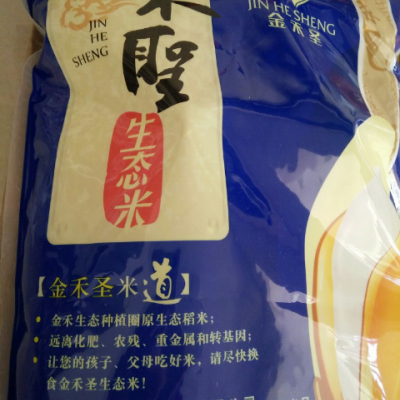 JIN
HE
SHENG
禾
聖
生态米
JIN HE SHENG
金禾圣
【金禾圣米道】
· 金禾生态种植圈原生态稻米；
· 远离化肥、农残、重金属和转基因；
· 让您的孩子、父母吃好米，请尽快换
食金禾圣生态米！